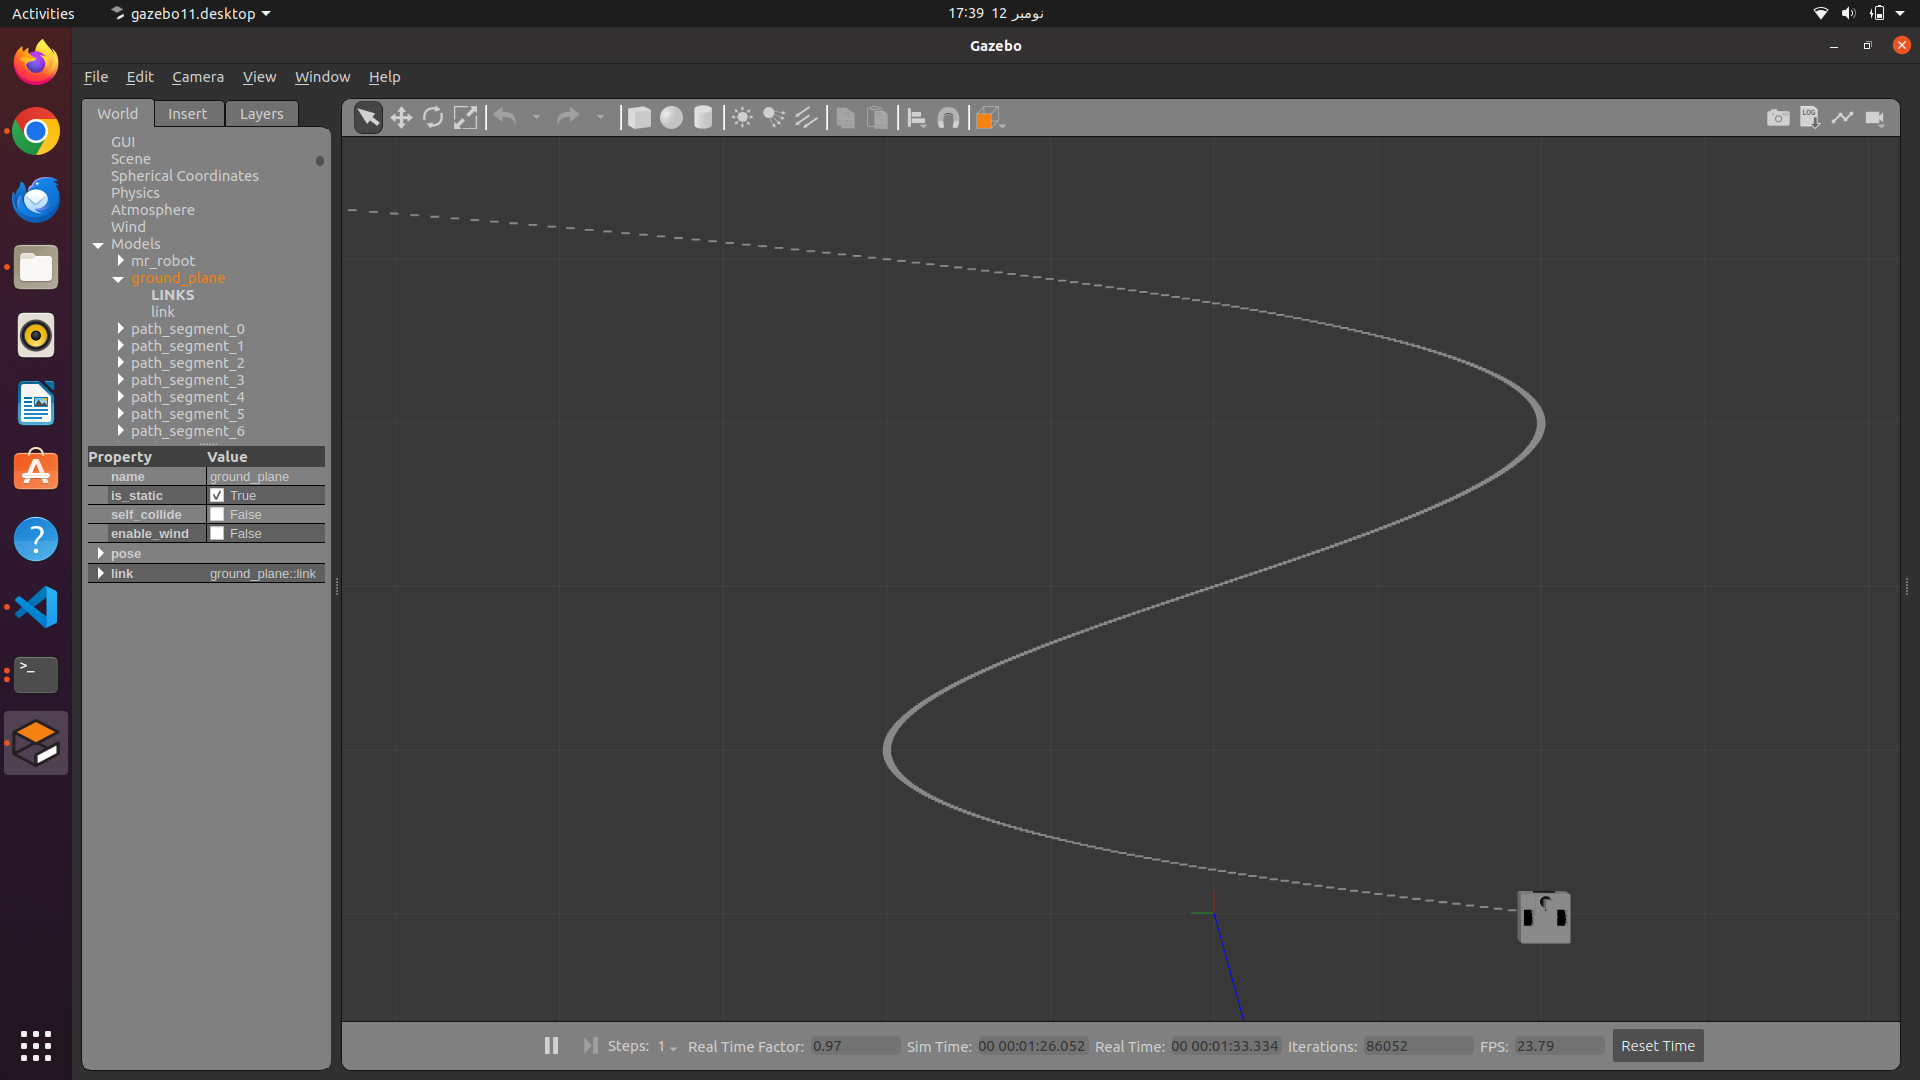 Activities
gazebo11.desktop
17:39 12 نومبر
Gazebo
File Edit Camera View Window Help
World Insert Layers
GUI
Scene
Spherical Coordinates
Physics
Atmosphere
Wind
Models
mr_robot
ground_plane
LINKS
link
path_segment_0
path_segment_1
path_segment_2
path_segment_3
path_segment_4
path_segment_5
path_segment_6
Property Value
name ground_plane
is_static True
self_collide False
enable_wind False
pose
link ground_plane::link
LOG
Steps: 1 Real Time Factor: 0.97 Sim Time: 00 00:01:26.052 Real Time: 00 00:01:33.334 Iterations: 86052 FPS: 23.79 Reset Time